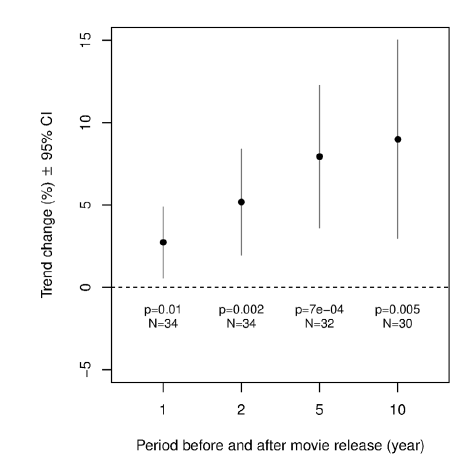 Trend change (%) ± 95% CI
15
10
5
0
−5
p=0.01 p=0.002 p=7e−04 p=0.005
N=34 N=34 N=32 N=30
1 2 5 10
Period before and after movie release (year)